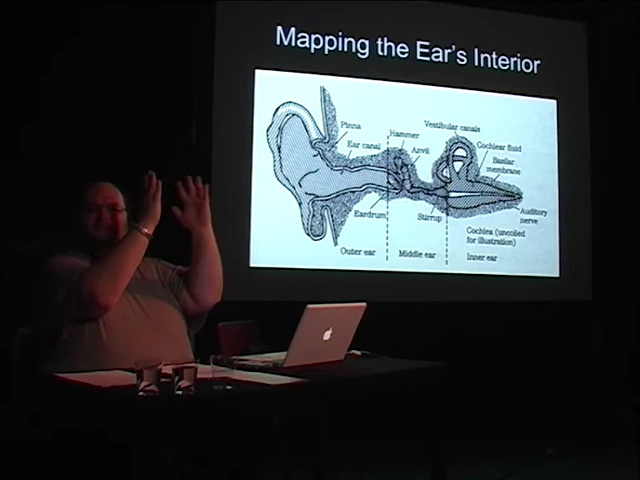 Mapping the Ear's Interior
Pinna
Ear canal
Hammer
Anvil
Vestibular canals
Cochlear fluid
Basilar
membrane
Eardrum
Stirrup
Auditory
nerve
Cochlea (uncoiled
for illustration)
Outer ear
Middle ear
Inner ear